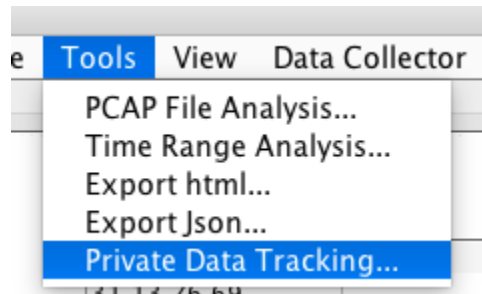 e Tools View Data Collector
PCAP File Analysis...
Time Range Analysis...
Export html...
Export Json...
Private Data Tracking...